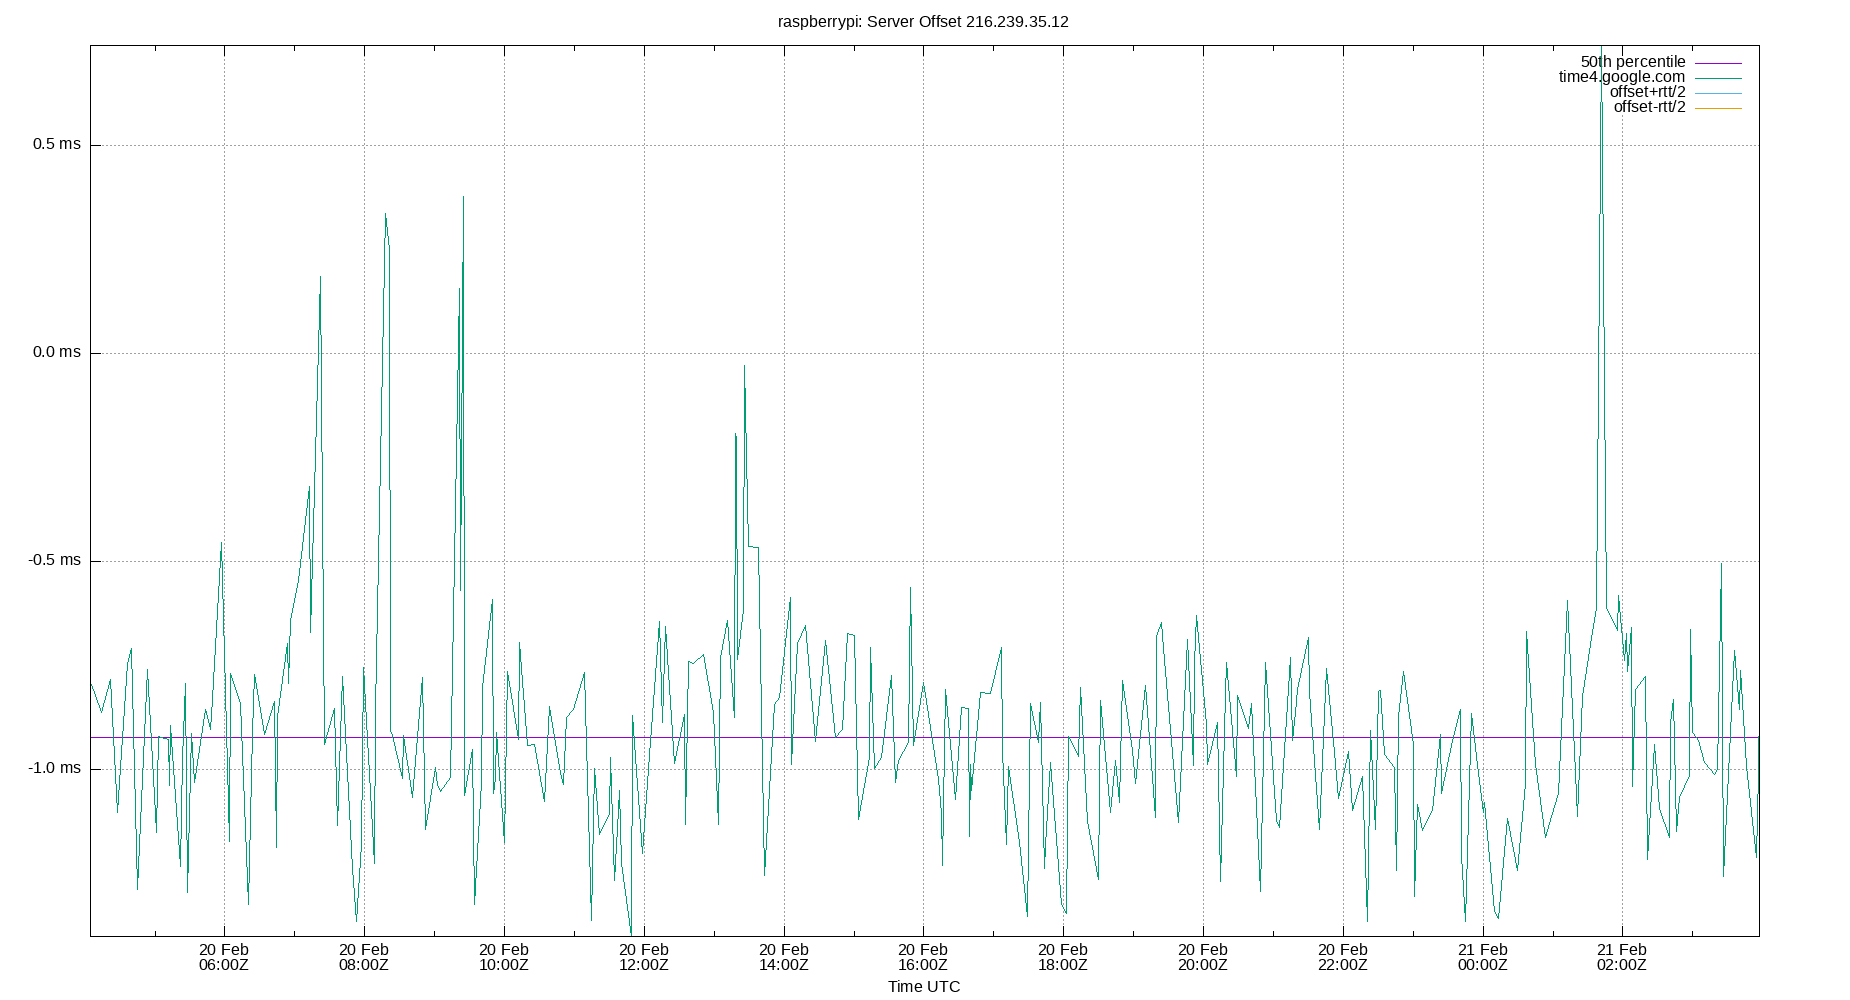 raspberrypi: Server Offset 216.239.35.12
50th percentile
time4.google.com
offset+rtt/2
offset-rtt/2
0.5 ms
0.0 ms
-0.5 ms
-1.0 ms
20 Feb 20 Feb 20 Feb 20 Feb 20 Feb 20 Feb 20 Feb 20 Feb 20 Feb 21 Feb 21 Feb
06:00Z 08:00Z 10:00Z 12:00Z 14:00Z 16:00Z 18:00Z 20:00Z 22:00Z 00:00Z 02:00Z
Time UTC